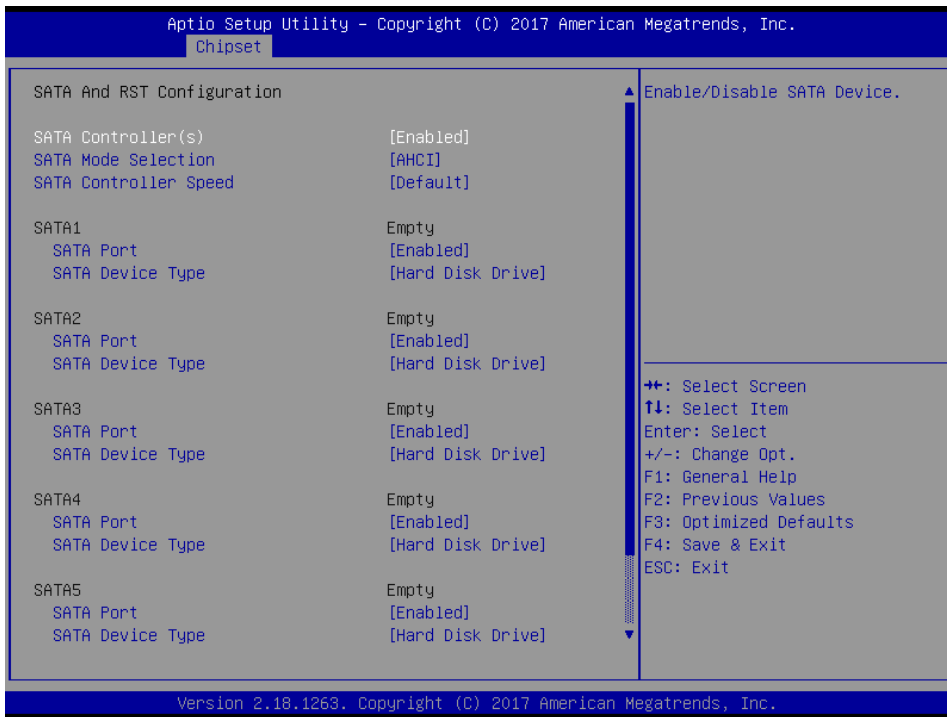 Aptio Setup Utility – Copyright (C) 2017 American Megatrends, Inc.
Chipset
SATA And RST Configuration
SATA Controller(s) [Enabled]
SATA Mode Selection [AHCI]
SATA Controller Speed [Default]
SATA1 Empty
SATA Port [Enabled]
SATA Device Type [Hard Disk Drive]
SATA2 Empty
SATA Port [Enabled]
SATA Device Type [Hard Disk Drive]
SATA3 Empty
SATA Port [Enabled]
SATA Device Type [Hard Disk Drive]
SATA4 Empty
SATA Port [Enabled]
SATA Device Type [Hard Disk Drive]
SATA5 Empty
SATA Port [Enabled]
SATA Device Type [Hard Disk Drive]
Enable/Disable SATA Device.
→←: Select Screen
↑↓: Select Item
Enter: Select
+/-: Change Opt.
F1: General Help
F2: Previous Values
F3: Optimized Defaults
F4: Save & Exit
ESC: Exit
Version 2.18.1263. Copyright (C) 2017 American Megatrends, Inc.